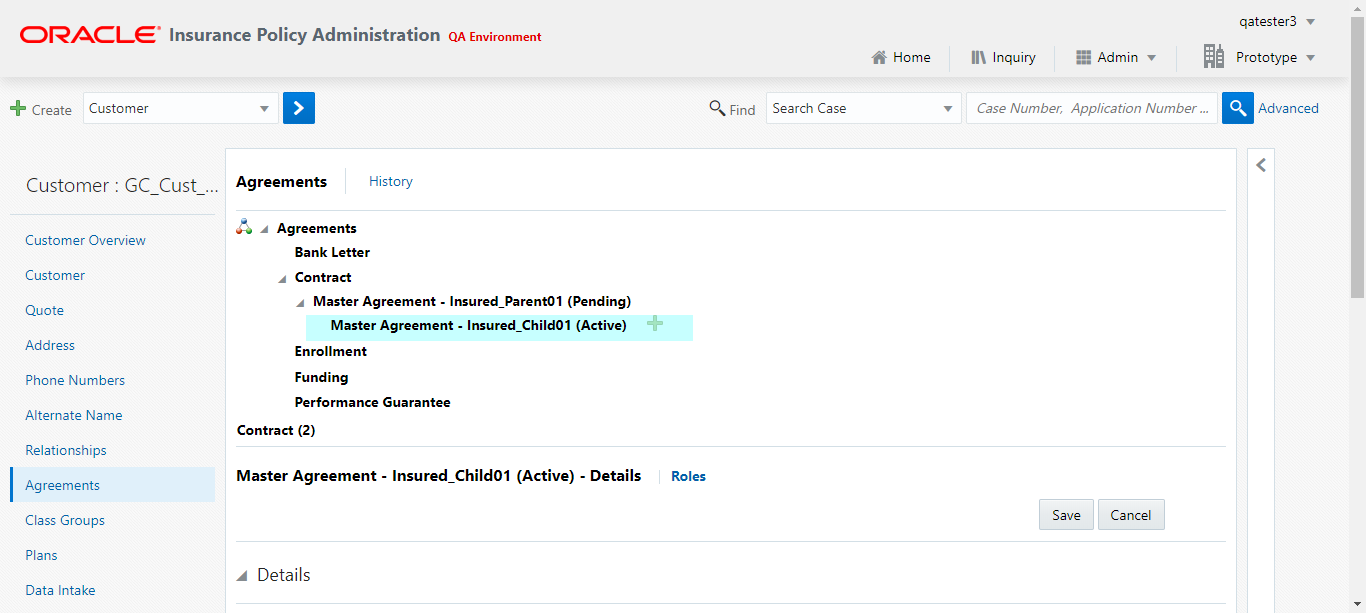 qatester3
ORACLE® Insurance Policy Administration QA Environment
Home Inquiry Admin Prototype
Create Customer Find Search Case Case Number, Application Number ... Advanced
Customer : GC_Cust_...
Customer Overview
Customer
Quote
Address
Phone Numbers
Alternate Name
Relationships
Agreements
Class Groups
Plans
Data Intake
Agreements History
Agreements
Bank Letter
Contract
Master Agreement - Insured_Parent01 (Pending)
Master Agreement - Insured_Child01 (Active)
Enrollment
Funding
Performance Guarantee
Contract (2)
Master Agreement - Insured_Child01 (Active) - Details Roles
Save Cancel
Details